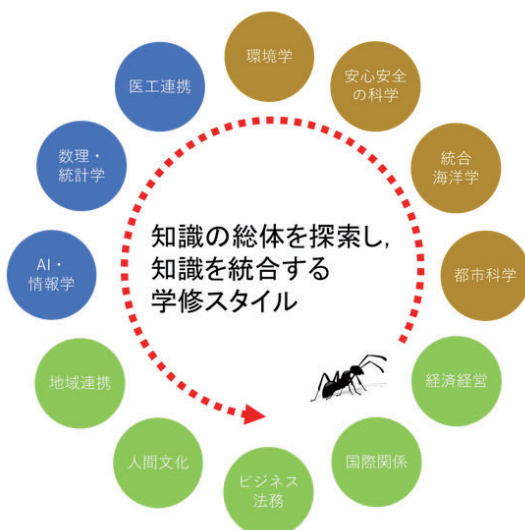 環境学
安心安全
の科学
統合
海洋学
都市科学
経済経営
国際関係
ビジネス
法務
人間文化
地域連携
AI・
情報学
数理・
統計学
医工連携
知識の総体を探索し,
知識を統合する
学修スタイル